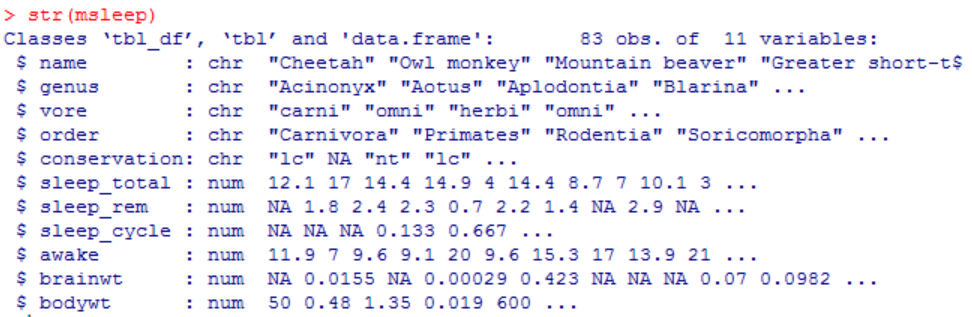 > str(msleep)
Classes ‘tbl_df’, ‘tbl’ and 'data.frame':	83 obs. of  11 variables:
 $ name        : chr  "Cheetah" "Owl monkey" "Mountain beaver" "Greater short-t$
 $ genus       : chr  "Acinonyx" "Aotus" "Aplodontia" "Blarina" ...
 $ vore        : chr  "carni" "omni" "herbi" "omni" ...
 $ order       : chr  "Carnivora" "Primates" "Rodentia" "Soricomorpha" ...
 $ conservation: chr  "lc" NA "nt" "lc" ...
 $ sleep_total : num  12.1 17 14.4 14.9 4 14.4 8.7 7 10.1 3 ...
 $ sleep_rem   : num  NA 1.8 2.4 2.3 0.7 2.2 1.4 NA 2.9 NA ...
 $ sleep_cycle : num  NA NA NA 0.133 0.667 ...
 $ awake       : num  11.9 7 9.6 9.1 20 9.6 15.3 17 13.9 21 ...
 $ brainwt     : num  NA 0.0155 NA 0.00029 0.423 NA NA NA 0.07 0.0982 ...
 $ bodywt      : num  50 0.48 1.35 0.019 600 ...